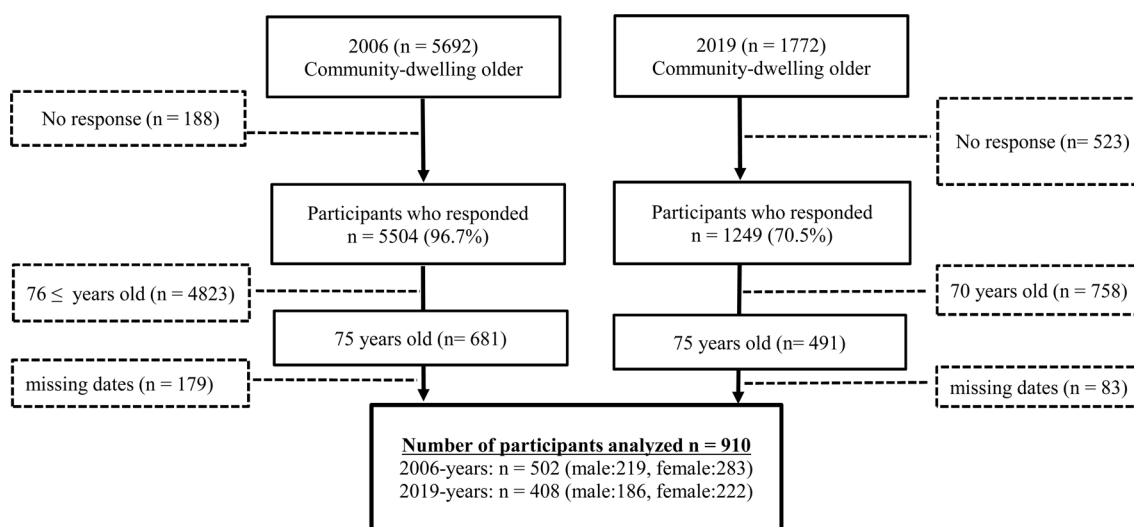 2006 (n = 5692)
Community-dwelling older
2019 (n = 1772)
Community-dwelling older
No response (n = 188)
No response (n= 523)
Participants who responded
n = 5504 (96.7%)
Participants who responded
n = 1249 (70.5%)
76 ≤ years old (n = 4823)
70 years old (n = 758)
75 years old (n= 681)
75 years old (n= 491)
missing dates (n = 179)
missing dates (n = 83)
Number of participants analyzed n = 910
2006-years: n = 502 (male:219, female:283)
2019-years: n = 408 (male:186, female:222)